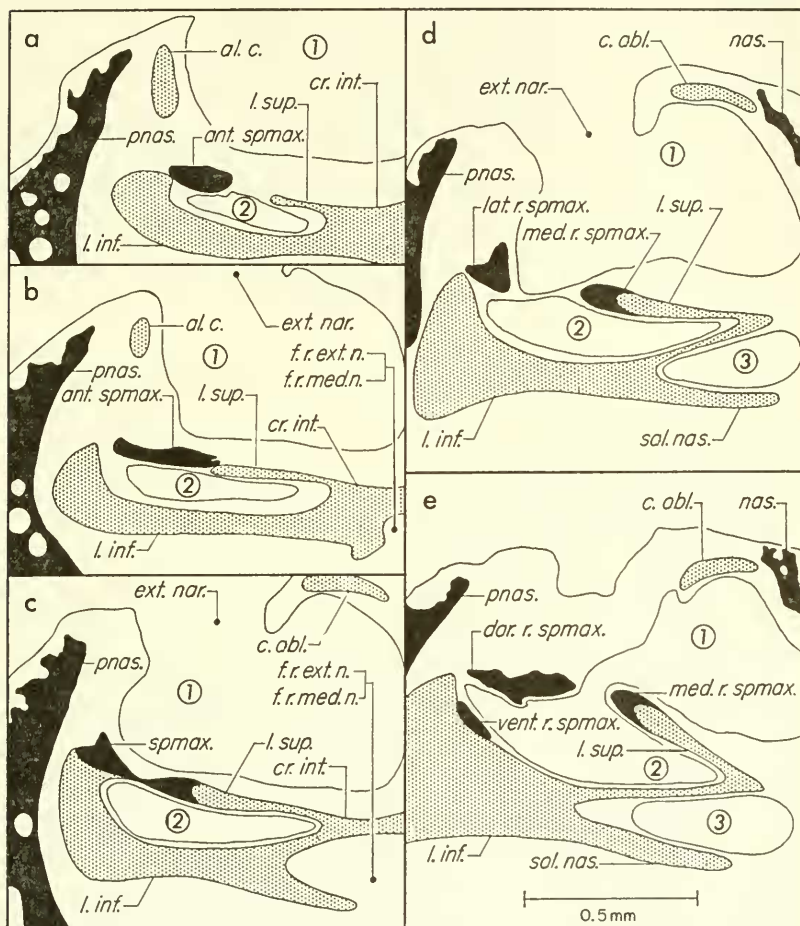 a
al. c.
①
cr. int.
l. sup.
pnas.
ant. spmax.
②
l. inf.
b
al. c.
ext. nar.
①
f. r. ext. n.
f. r. med. n.
pnas.
ant. spmax.
l. sup.
cr. int.
②
l. inf.
c
ext. nar.
pnas.
c. obl.
①
f. r. ext. n.
f. r. med. n.
spmax.
l. sup.
cr. int.
②
l. inf.
d
c. obl.
nas.
ext. nar.
①
pnas.
lat. r. spmax.
l. sup.
med. r. spmax.
②
③
l. inf.
sol. nas.
e
c. obl.
nas.
pnas.
①
dor. r. spmax.
med. r. spmax.
vent. r. spmax.
l. sup.
②
③
l. inf.
sol. nas.
0.5 mm